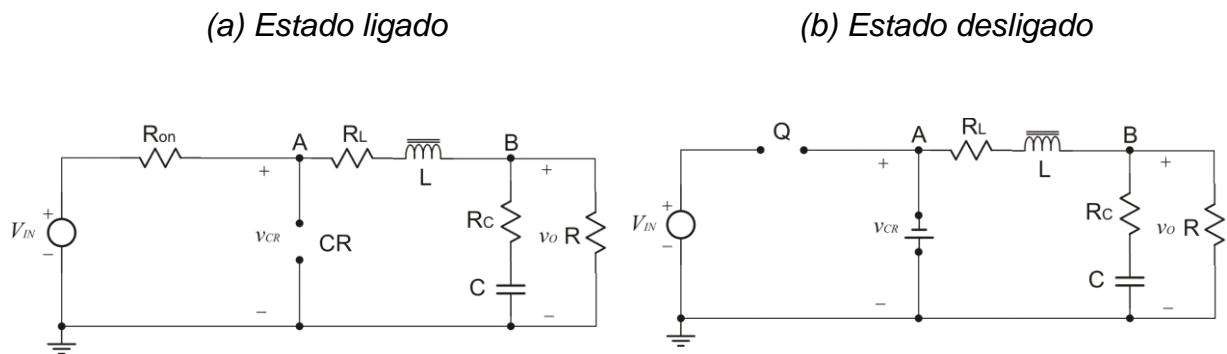 (a) Estado ligado
(b) Estado desligado
Ron
A
RL
L
B
+
VIN
+
−
vCR
CR
RC
C
+
vO
R
−
−
Q
A
RL
L
B
+
VIN
+
−
vCR
RC
C
+
vO
R
−
−